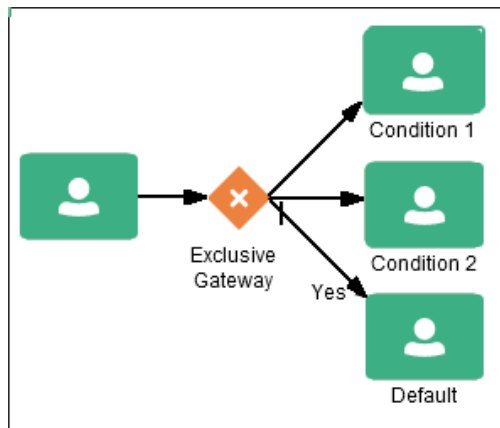 Condition 1
Exclusive
Gateway
Condition 2
Yes
Default